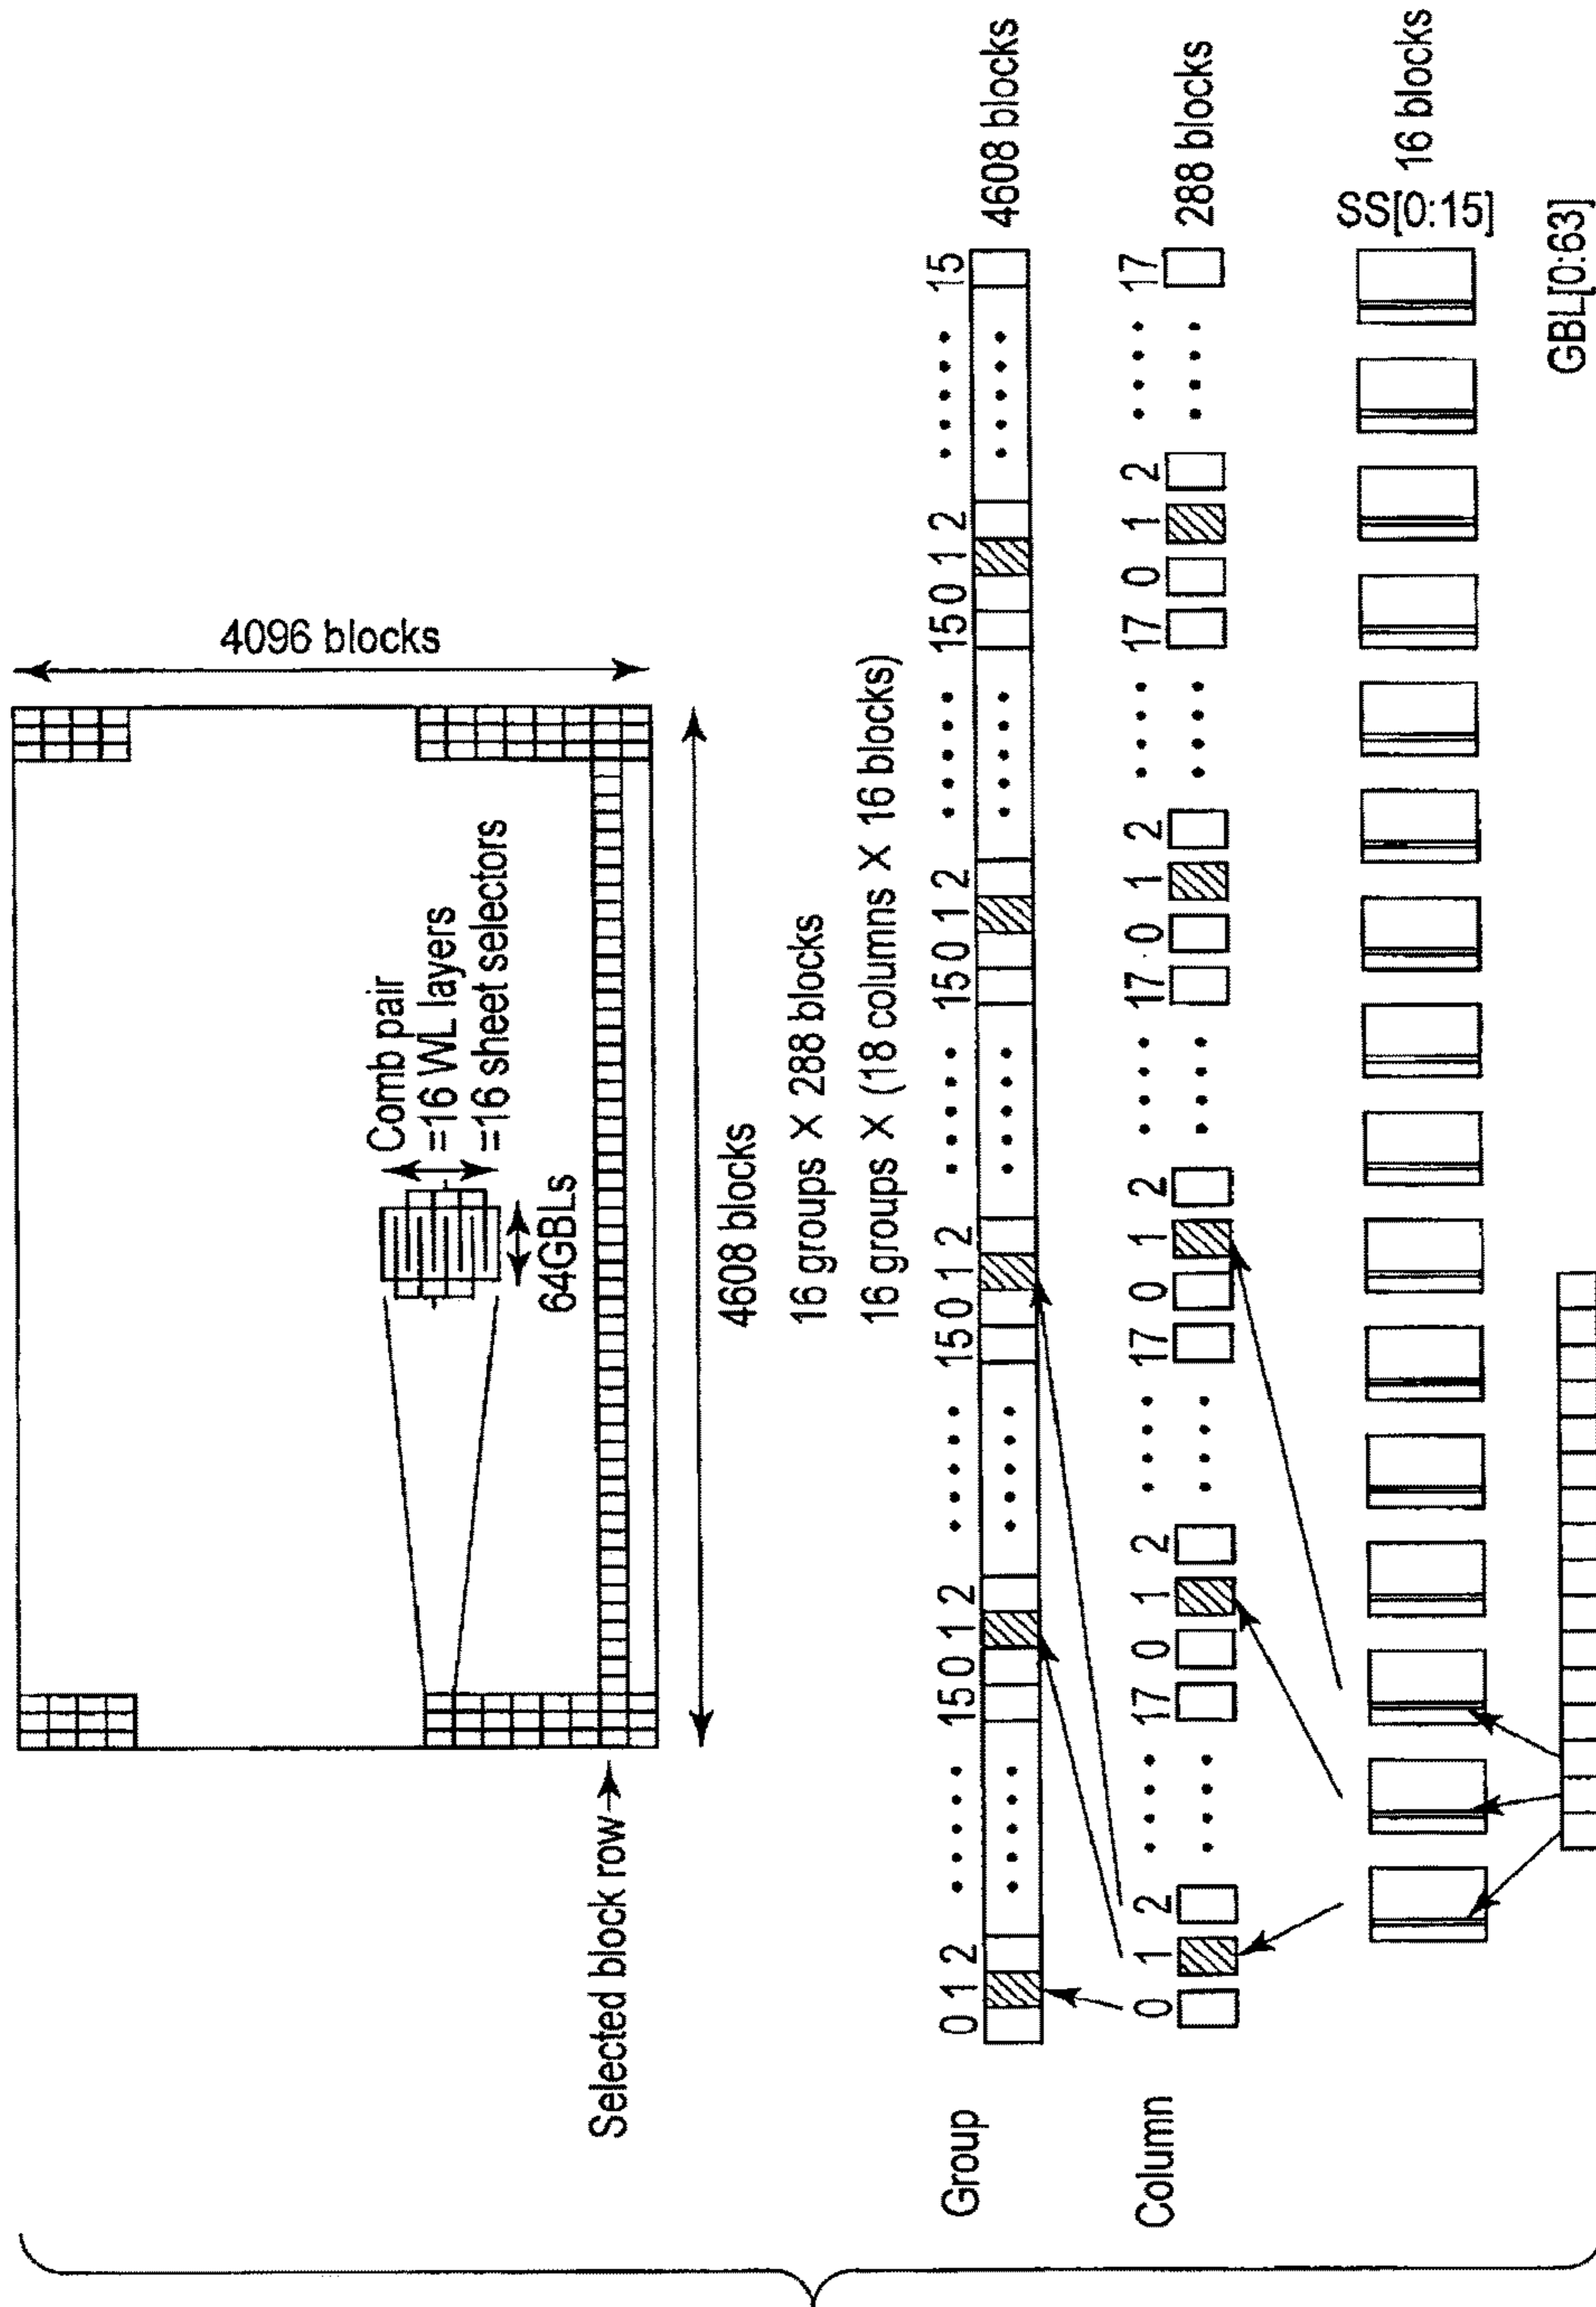 4096 blocks
Comb pair
=16 WL layers
=16 sheet selectors
64GBLs
Selected block row
4608 blocks
16 groups X 288 blocks
16 groups X (18 columns X 16 blocks)
0 1 2 ····· 15 0 1 2 ····· 15 0 1 2 ····· 15 0 1 2 ····· 15 0 1 2 ····· 15
Group ····· ····· ····· ····· ····· 4608 blocks
0 1 2 ···· 17 0 1 2 ···· 17 0 1 2 ···· 17 0 1 2 ···· 17 0 1 2 ···· 17
Column ···· ···· ···· ···· ···· 288 blocks
SS[0:15]
16 blocks
GBL[0:63]